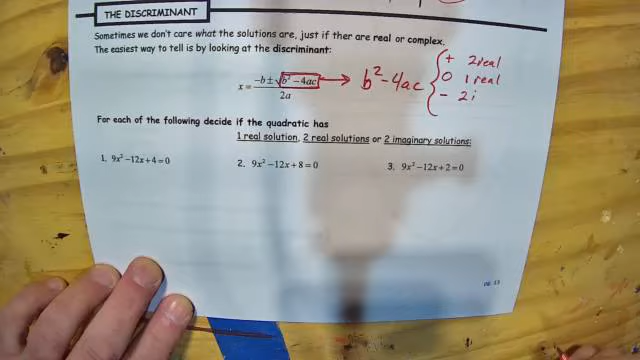 THE DISCRIMINANT
Sometimes we don't care what the solutions are, just if ther are real or complex.
The easiest way to tell is by looking at the discriminant:
x = (-b ± √(b² - 4ac)) / 2a → b² - 4ac { + 2 real
0 1 real
- 2 i
For each of the following decide if the quadratic has
1 real solution, 2 real solutions or 2 imaginary solutions:
1. 9x² - 12x + 4 = 0 2. 9x² - 12x + 8 = 0 3. 9x² - 12x + 2 = 0